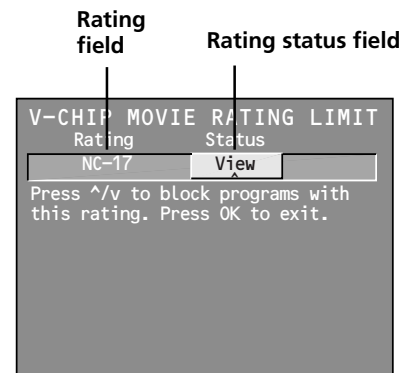 Rating
field
Rating status field
V-CHIP MOVIE RATING LIMIT
Rating Status
NC-17 View
^
Press ^/v to block programs with
this rating. Press OK to exit.